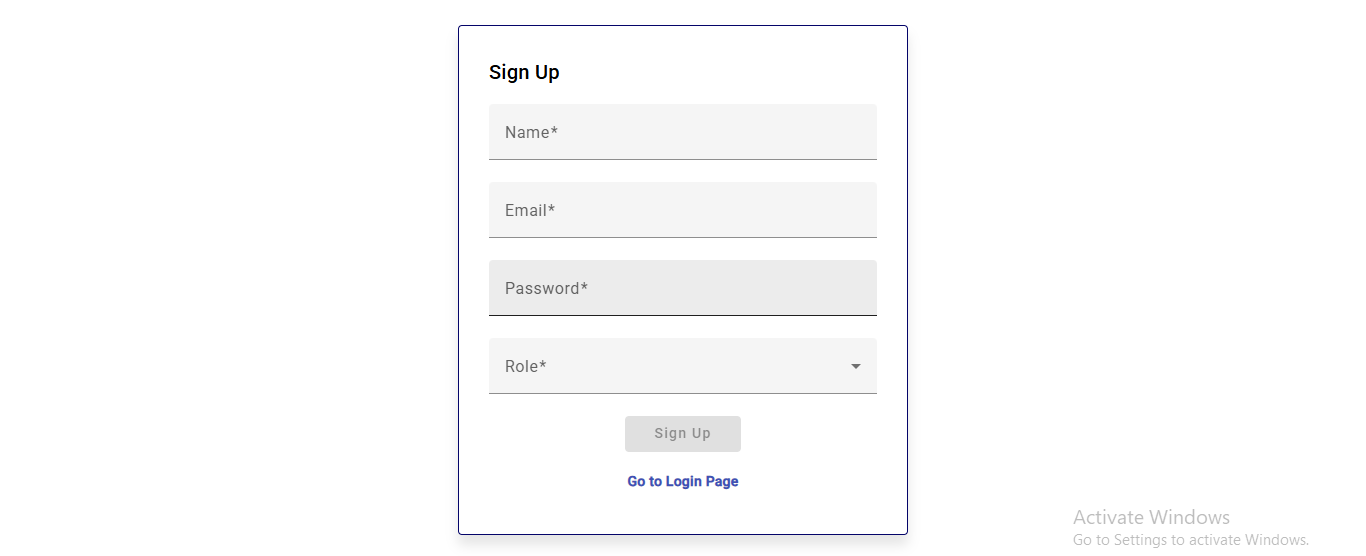 Sign Up
Name*
Email*
Password*
Role*
Sign Up
Go to Login Page
Activate Windows
Go to Settings to activate Windows.